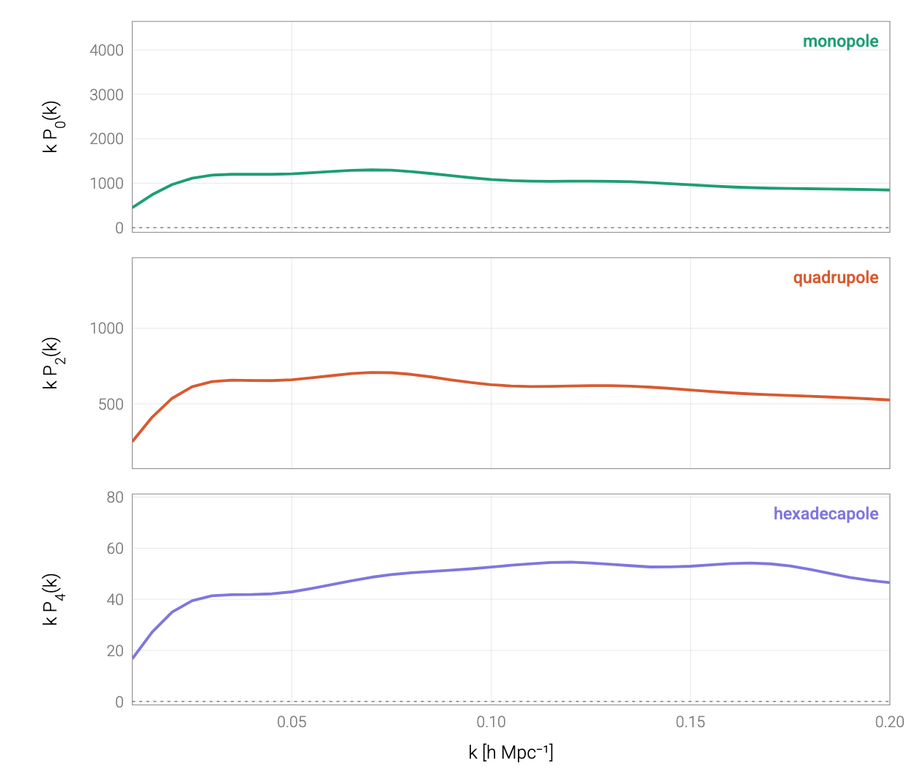 monopole
4000
3000
2000
1000
0
k P₀(k)
quadrupole
1000
500
k P₂(k)
hexadecapole
80
60
40
20
0
k P₄(k)
0.05 0.10 0.15 0.20
k [h Mpc⁻¹]